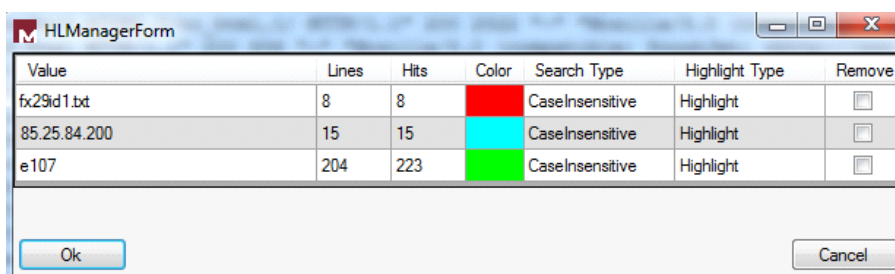 HLManagerForm
Value Lines Hits Color Search Type Highlight Type Remove
fx29id1.txt 8 8 CaseInsensitive Highlight
85.25.84.200 15 15 CaseInsensitive Highlight
e107 204 223 CaseInsensitive Highlight
Ok Cancel